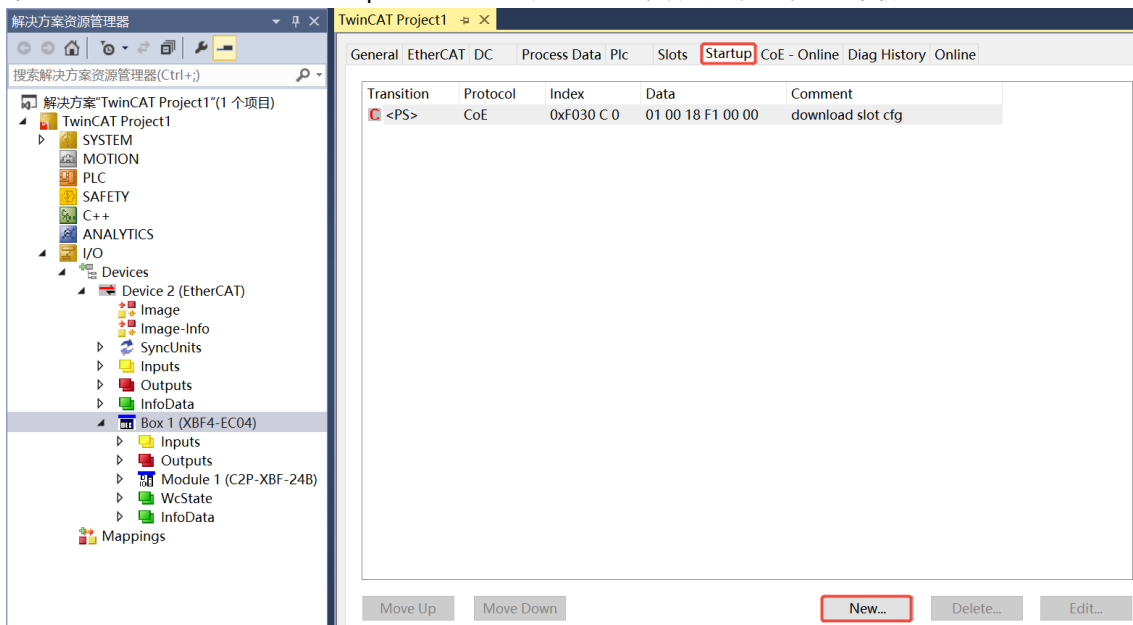 解决方案资源管理器
搜索解决方案资源管理器(Ctrl+;)
解决方案"TwinCAT Project1"(1 个项目)
TwinCAT Project1
SYSTEM
MOTION
PLC
SAFETY
C++
ANALYTICS
I/O
Devices
Device 2 (EtherCAT)
Image
Image-Info
SyncUnits
Inputs
Outputs
InfoData
Box 1 (XBF4-EC04)
Inputs
Outputs
Module 1 (C2P-XBF-24B)
WcState
InfoData
Mappings
TwinCAT Project1
General EtherCAT DC Process Data Plc Slots Startup CoE - Online Diag History Online
Transition Protocol Index Data Comment
C <PS> CoE 0xF030 C 0 01 00 18 F1 00 00 download slot cfg
Move Up Move Down New... Delete... Edit...